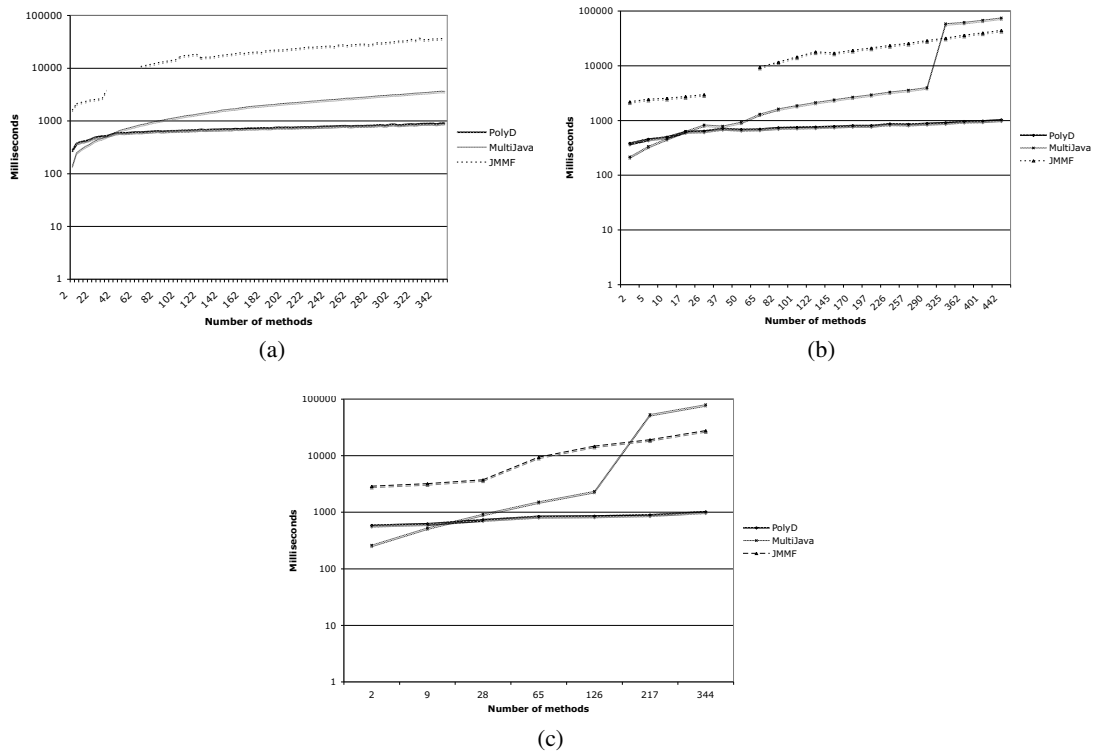 100000
10000
1000
100
10
1
Milliseconds
2 22 42 62 82 102 122 142 162 182 202 222 242 262 282 302 322 342
Number of methods
PolyD
MultiJava
JMMF
(a)
100000
10000
1000
100
10
1
Milliseconds
2 5 10 17 26 37 50 65 82 101 122 145 170 197 226 257 290 325 362 401 442
Number of methods
PolyD
MultiJava
JMMF
(b)
100000
10000
1000
100
10
1
Milliseconds
2 9 28 65 126 217 344
Number of methods
PolyD
MultiJava
JMMF
(c)